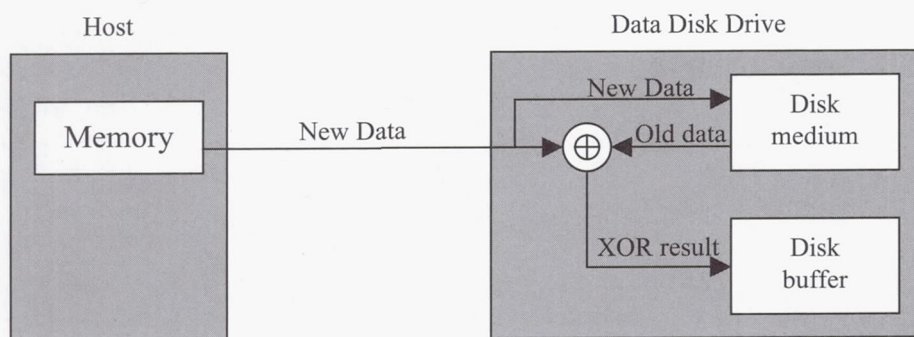 Host
Data Disk Drive
Memory
New Data
New Data
Old data
Disk
medium
XOR result
Disk
buffer